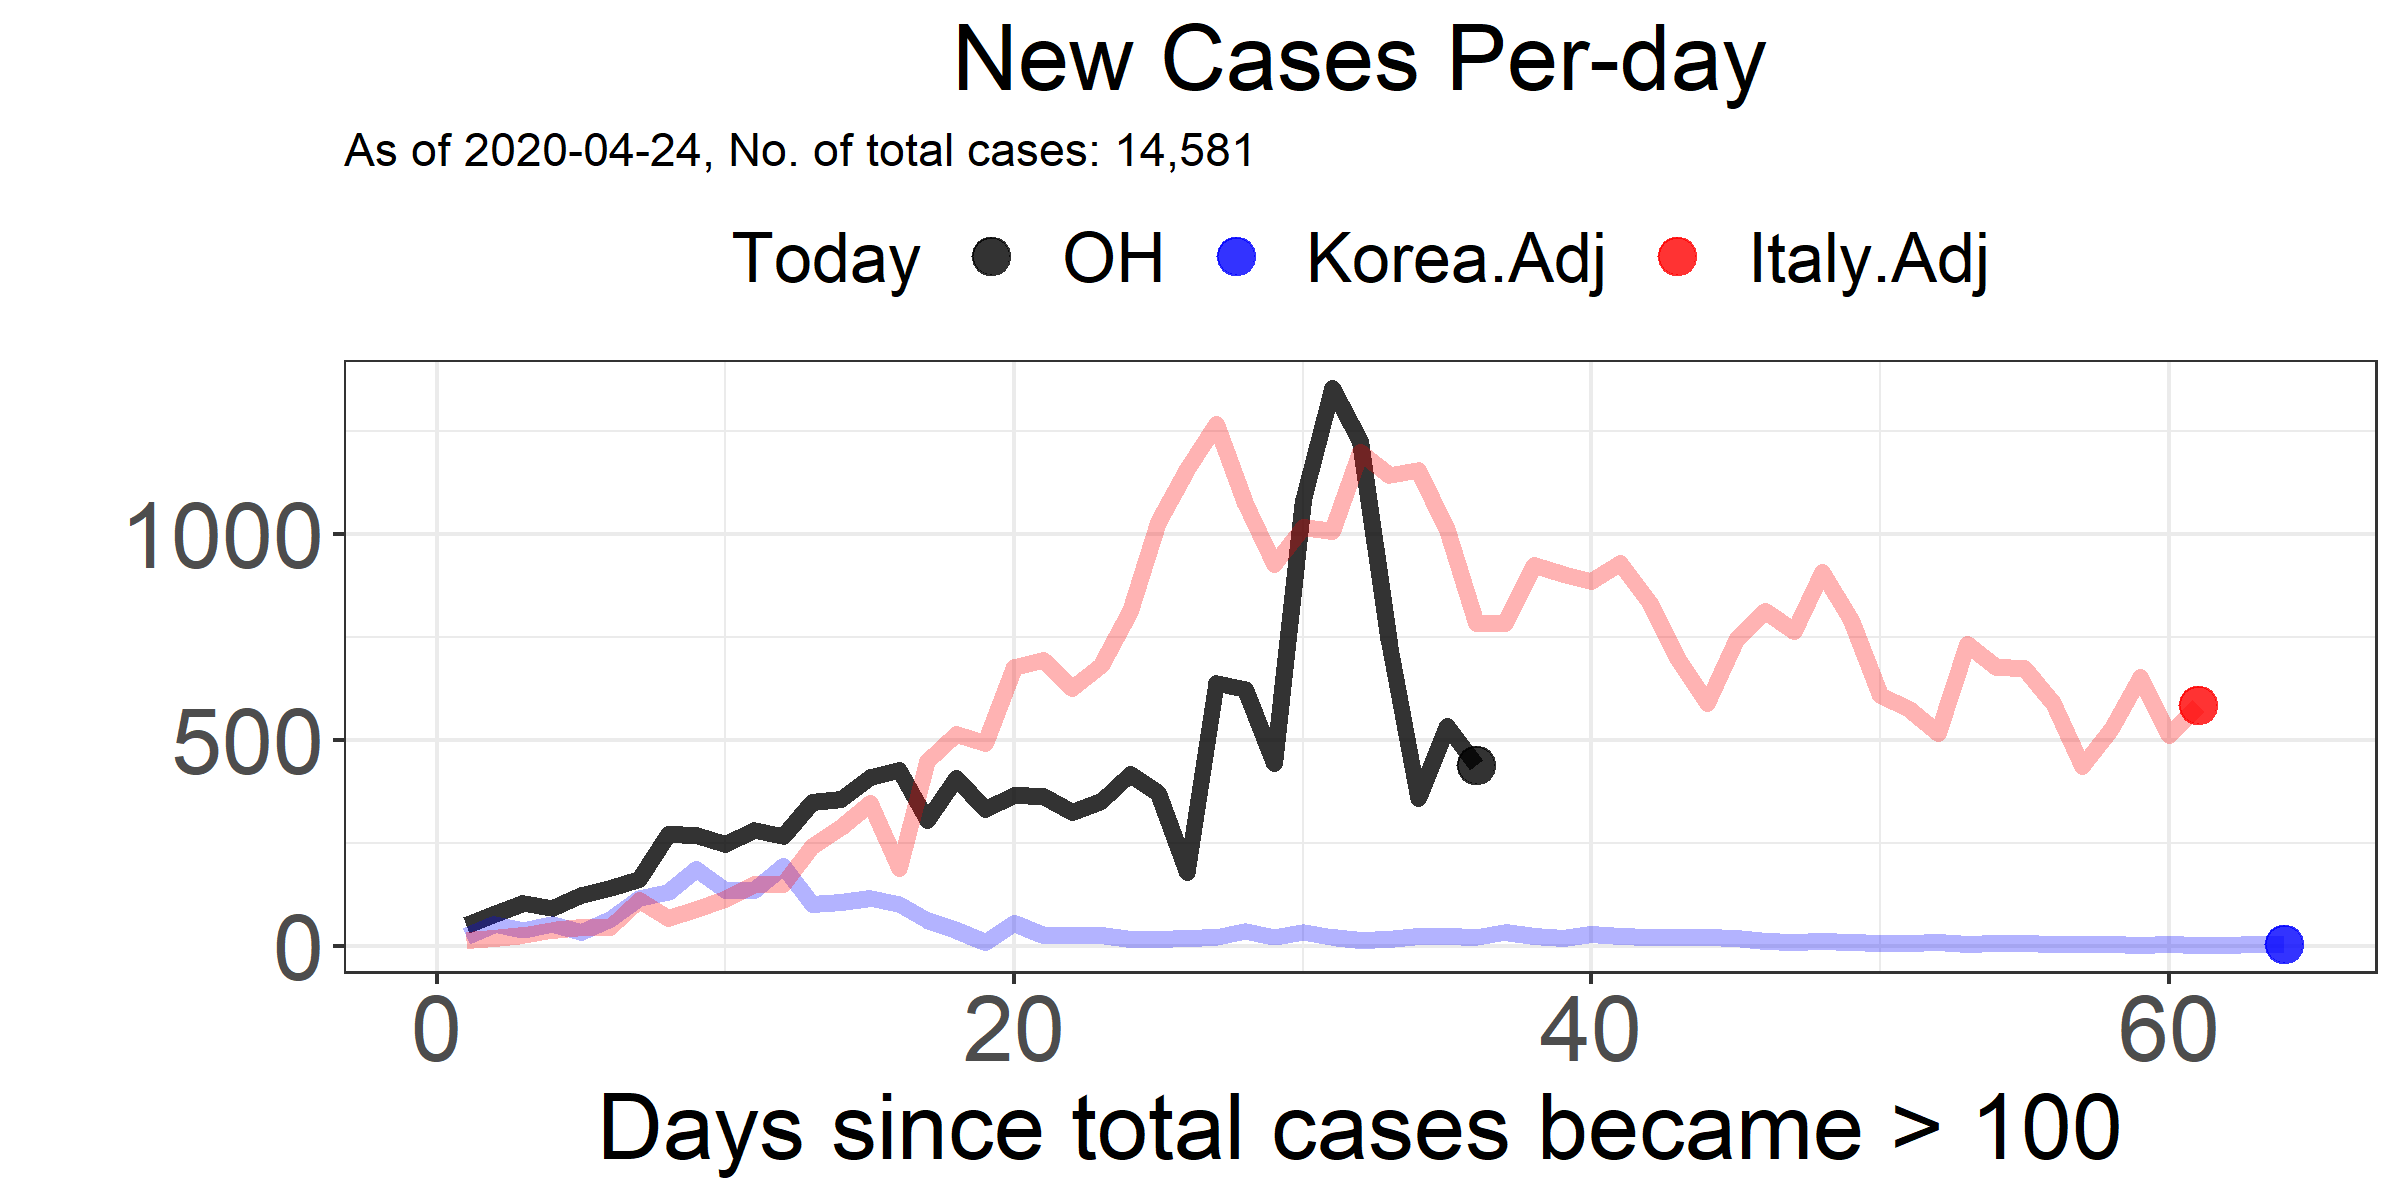 New Cases Per-day
As of 2020-04-24, No. of total cases: 14,581
Today OH Korea.Adj Italy.Adj
1000
500
0
0 20 40 60
Days since total cases became > 100